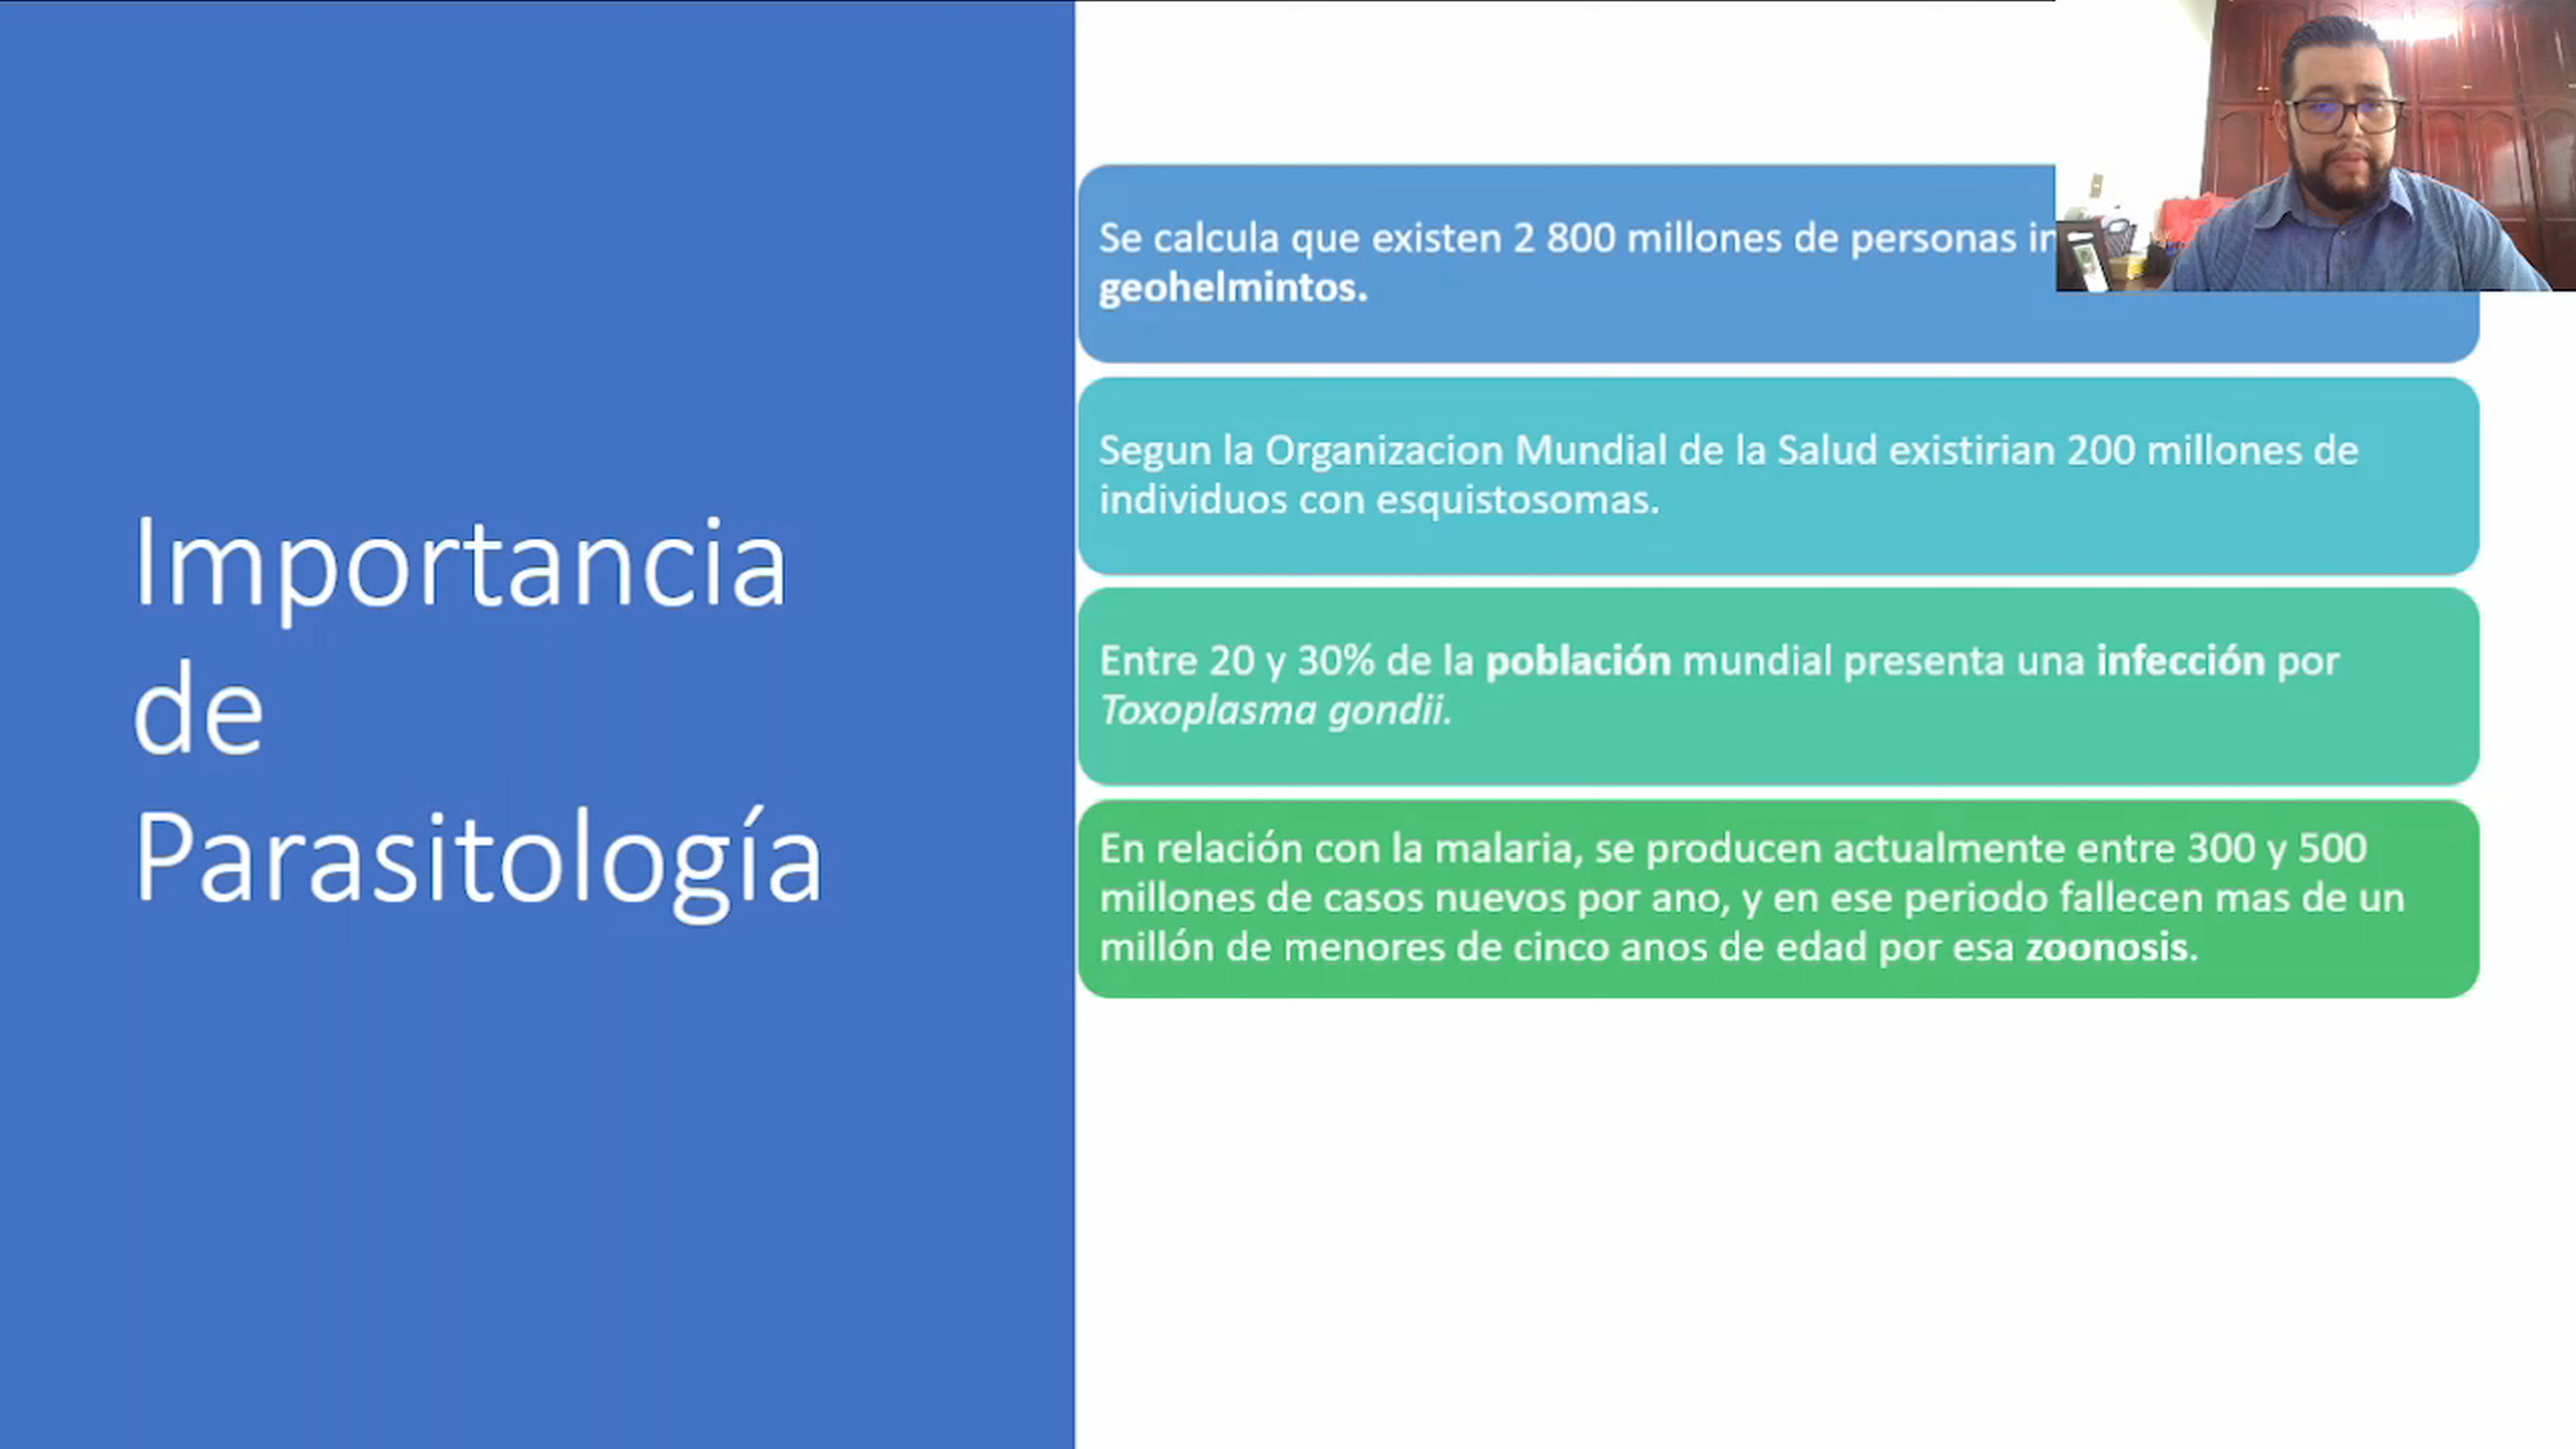 Importancia
de
Parasitología
Se calcula que existen 2 800 millones de personas
geohelmintos.
Segun la Organizacion Mundial de la Salud existirian 200 millones de
individuos con esquistosomas.
Entre 20 y 30% de la población mundial presenta una infección por
Toxoplasma gondii.
En relación con la malaria, se producen actualmente entre 300 y 500
millones de casos nuevos por ano, y en ese periodo fallecen mas de un
millón de menores de cinco anos de edad por esa zoonosis.